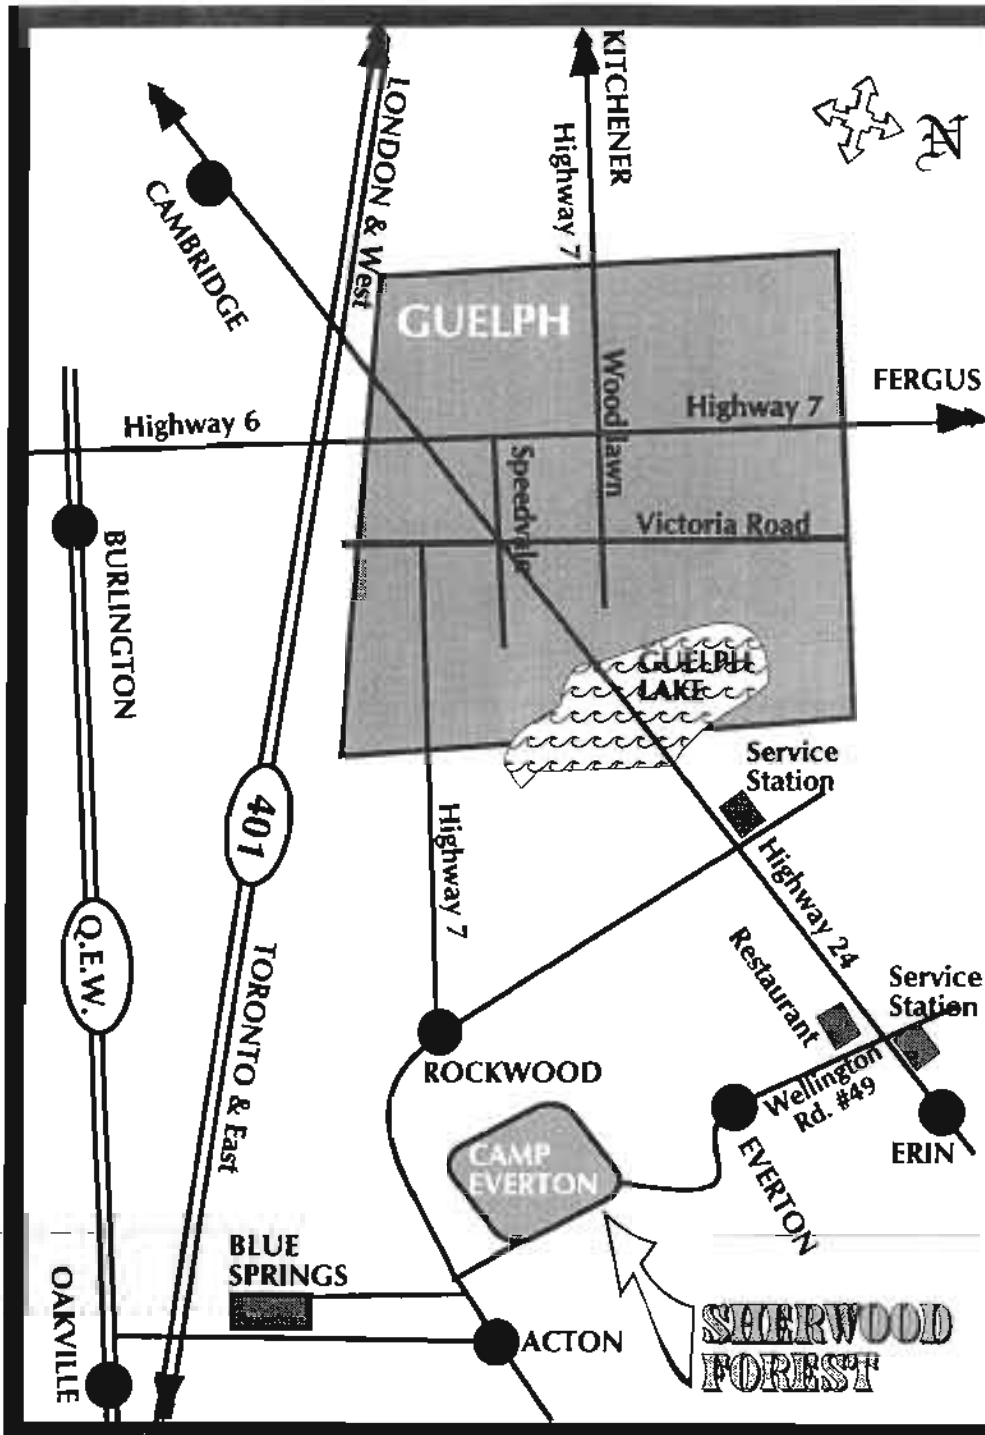 KITCHENER
Highway 7
LONDON & West
N
CAMBRIDGE
GUELPH
Woodlawn
FERGUS
Highway 7
Highway 6
Speedvale
Victoria Road
BURLINGTON
GUELPH
LAKE
Service
Station
401
Highway 7
Highway 24
Q.E.W.
Restaurant
Service
Station
TORONTO & East
ROCKWOOD
Wellington
Rd. #49
CAMP
EVERTON
EVERTON
ERIN
BLUE
SPRINGS
OAKVILLE
ACTON
SHERWOOD
FOREST